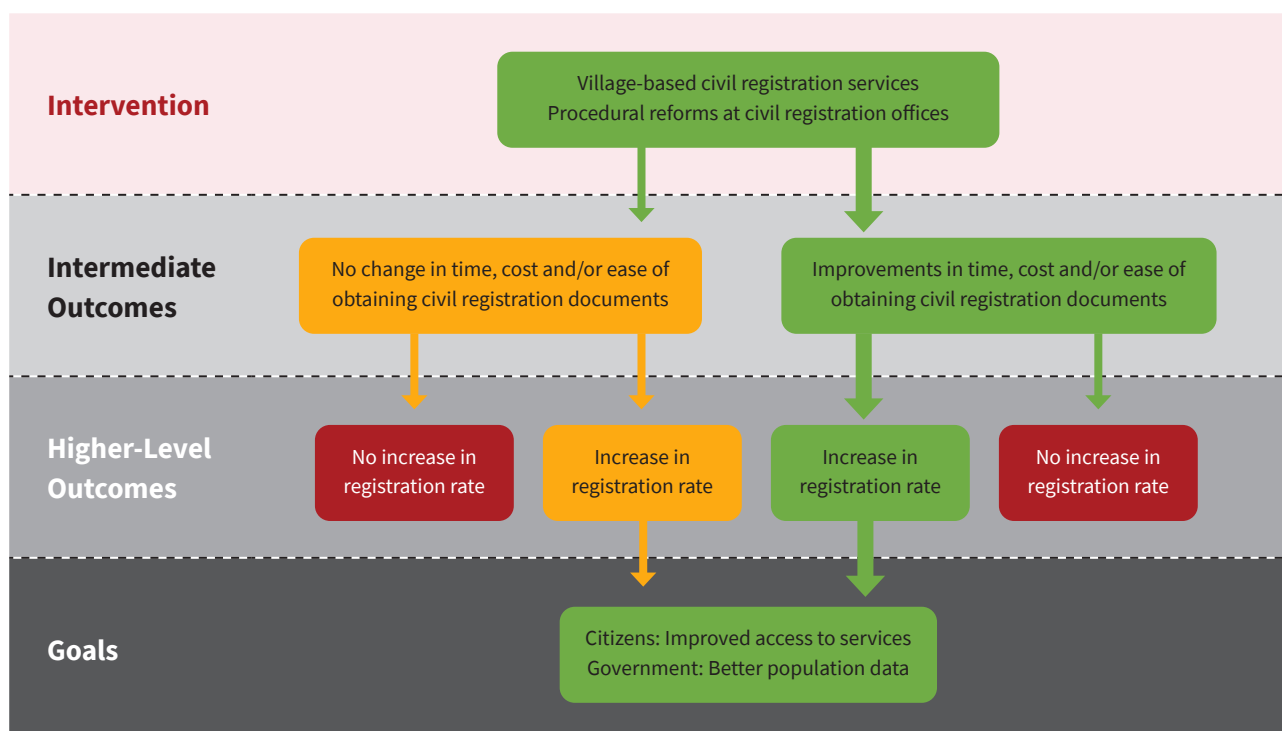 Intervention
Village-based civil registration services
Procedural reforms at civil registration offices
Intermediate
Outcomes
No change in time, cost and/or ease of
obtaining civil registration documents
Improvements in time, cost and/or ease of
obtaining civil registration documents
Higher-Level
Outcomes
No increase in
registration rate
Increase in
registration rate
Increase in
registration rate
No increase in
registration rate
Goals
Citizens: Improved access to services
Government: Better population data